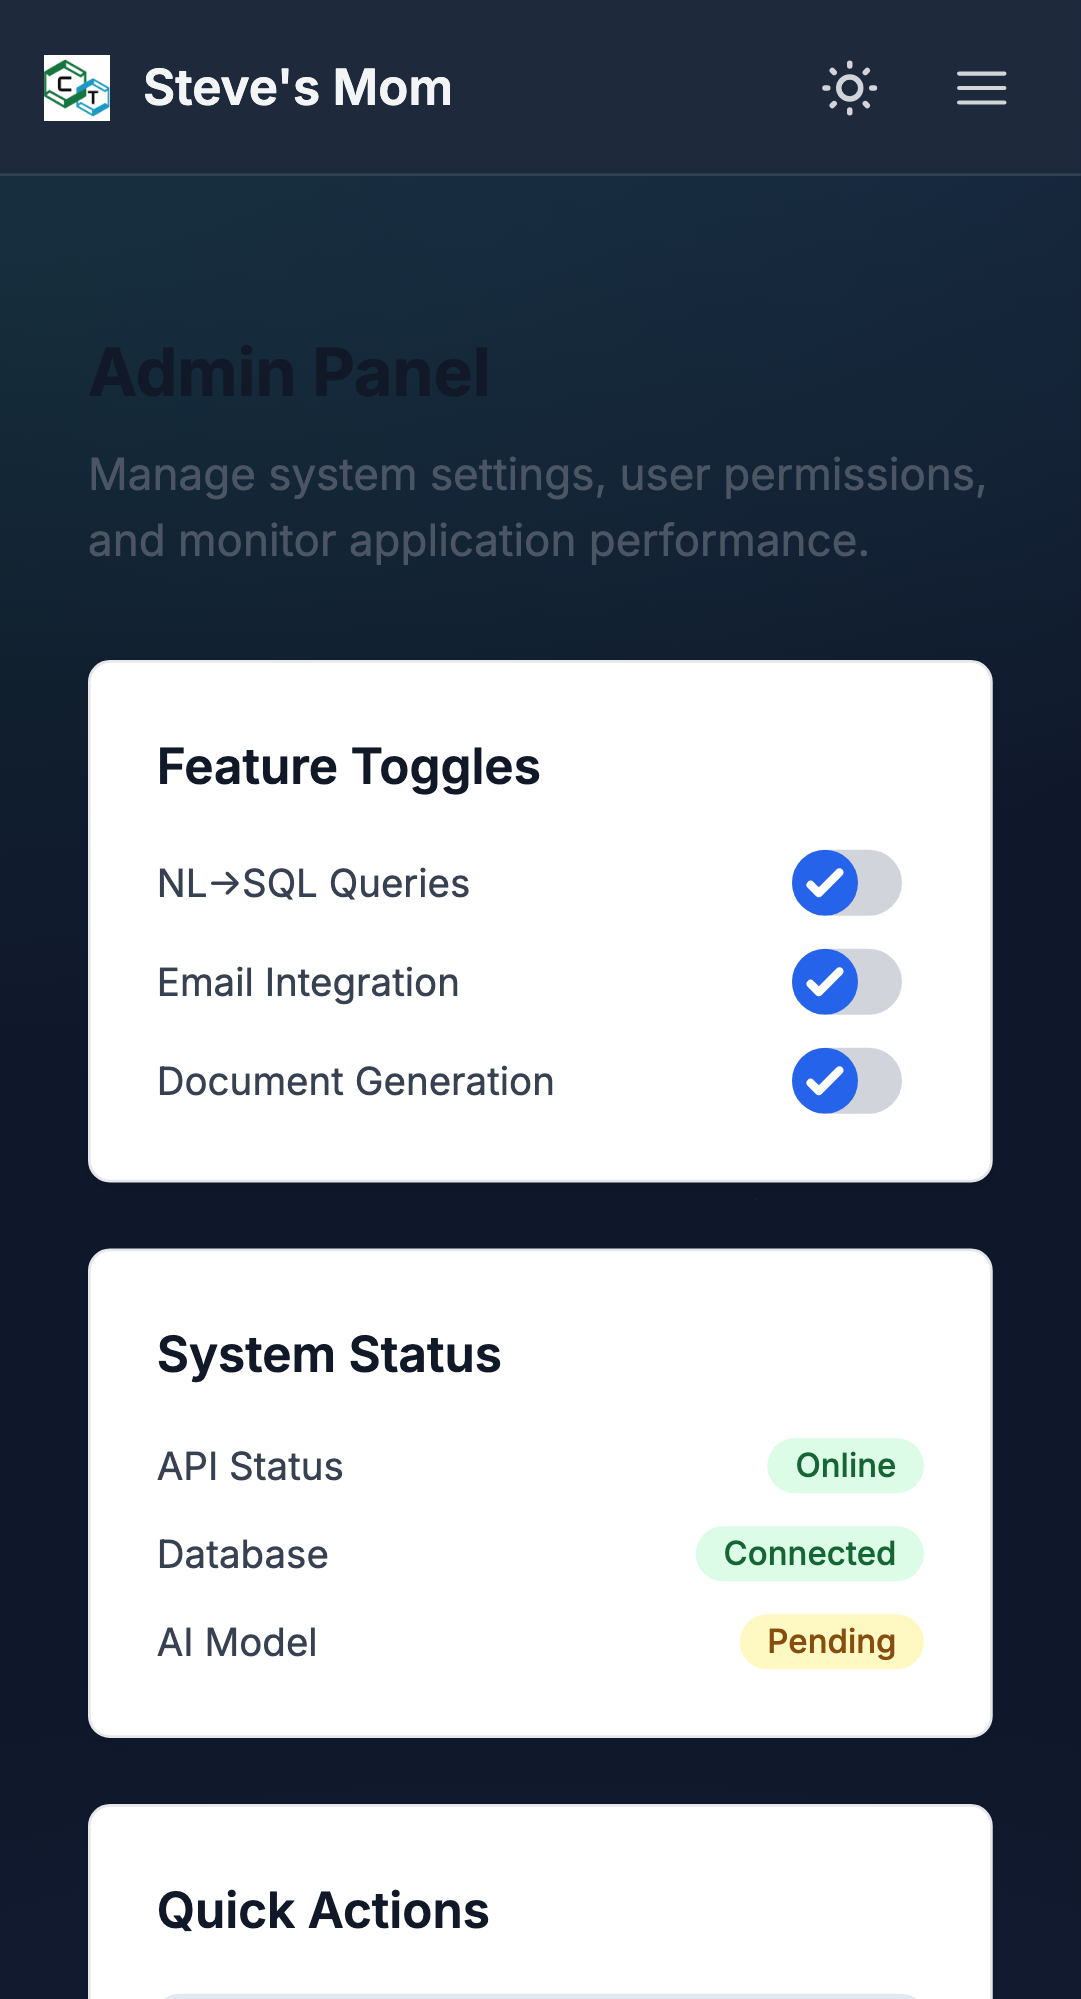 C
T
Steve's Mom
Admin Panel
Manage system settings, user permissions,
and monitor application performance.
Feature Toggles
NL→SQL Queries
Email Integration
Document Generation
System Status
API Status Online
Database Connected
AI Model Pending
Quick Actions